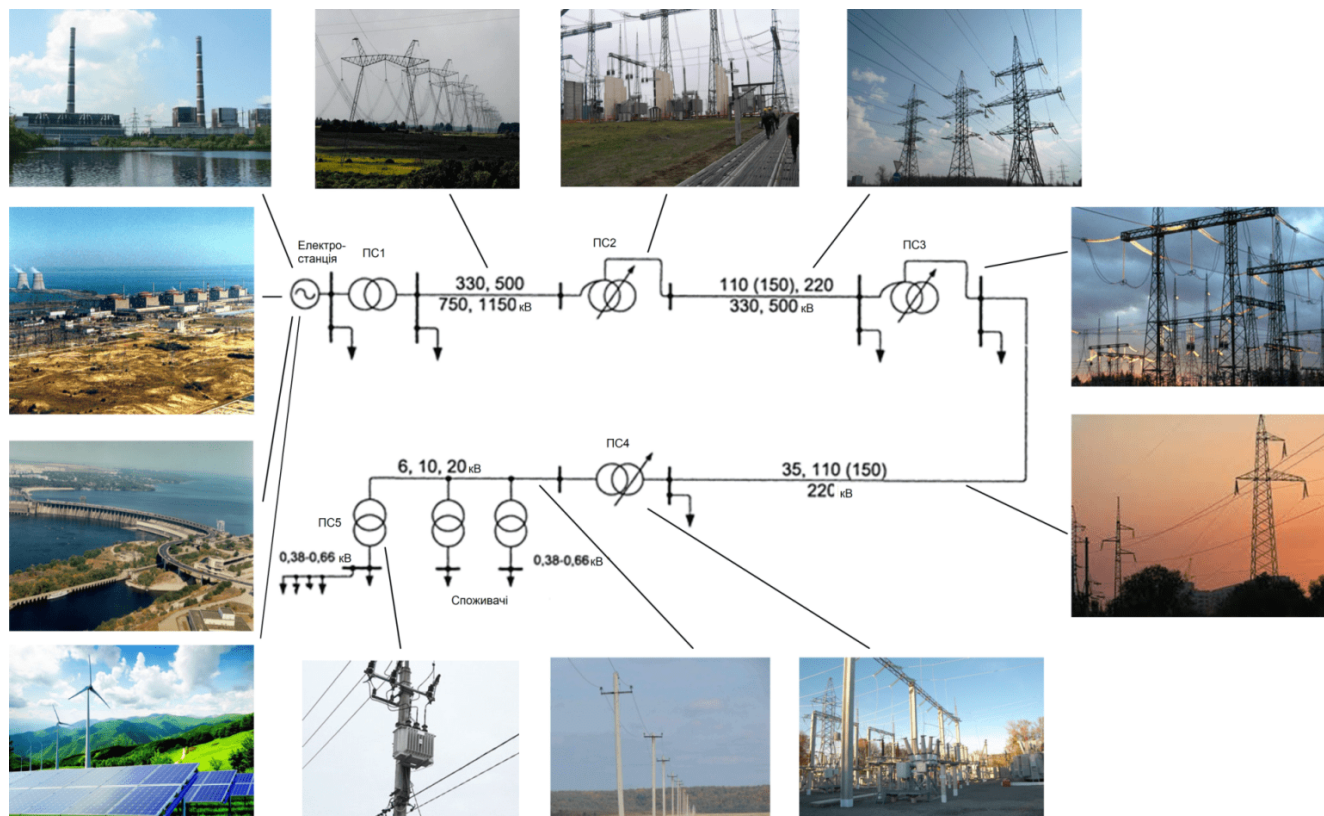 Електро-
станція
ПС1
ПС2
ПС3
330, 500
750, 1150 кВ
110 (150), 220
330, 500 кВ
ПС4
6, 10, 20 кВ
35, 110 (150)
220 кВ
ПС5
0,38-0,66 кВ
0,38-0,66 кВ
Споживачі